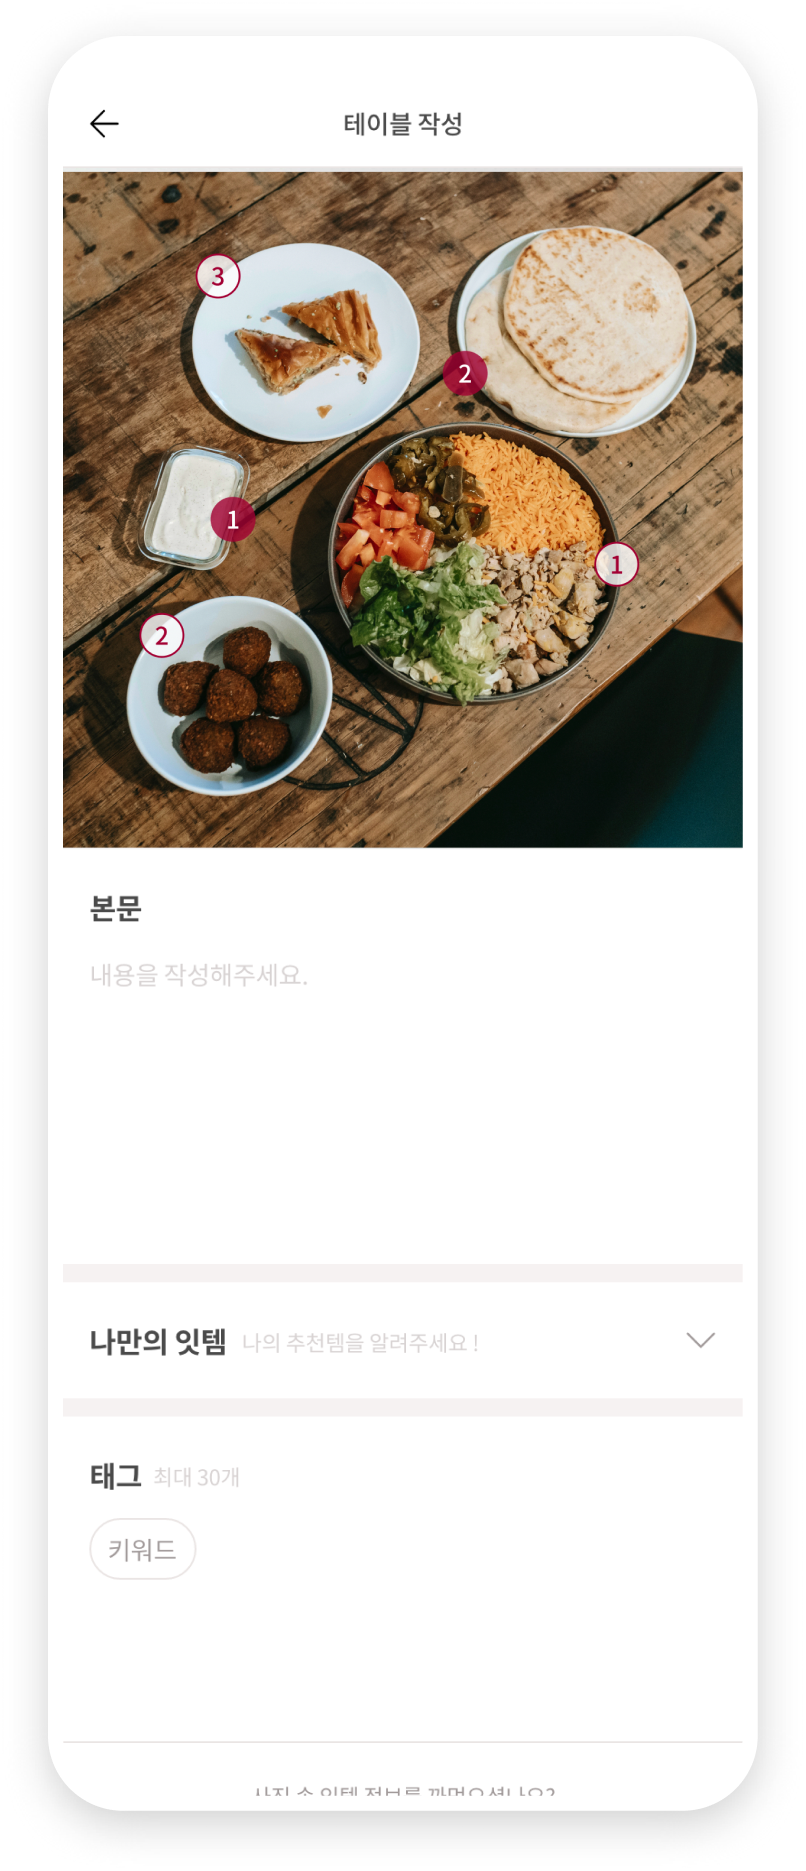 테이블 작성
3
2
1
1
2
본문
내용을 작성해주세요.
나만의 잇템 나의 추천템을 알려주세요 !
태그 최대 30개
키워드